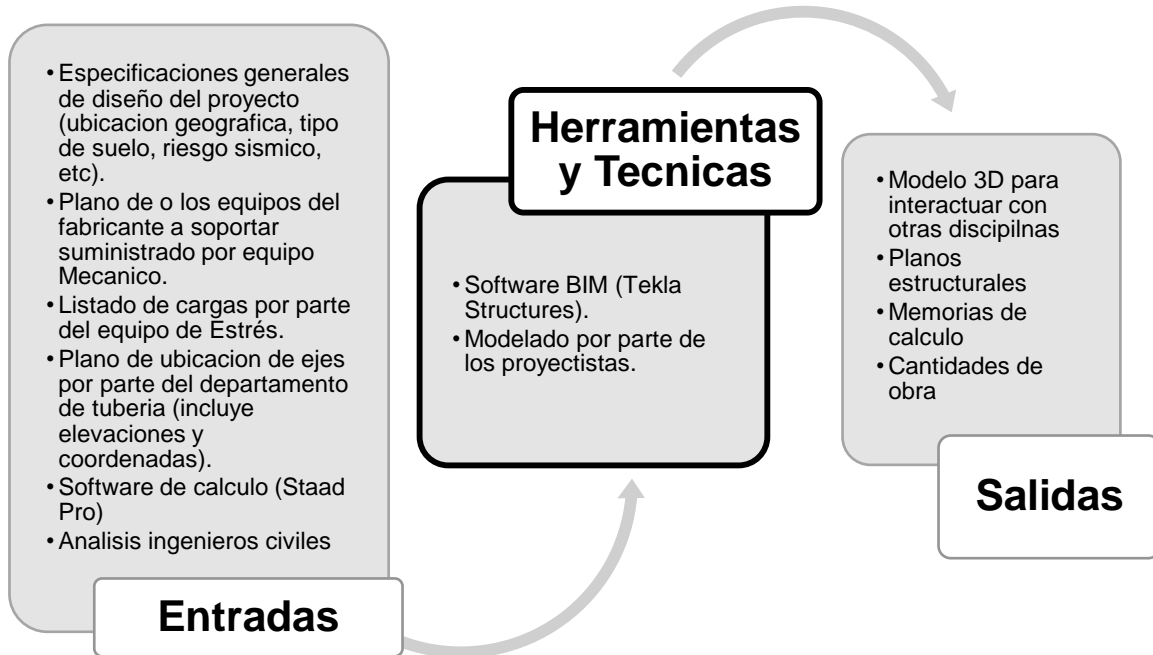 • Especificaciones generales
de diseño del proyecto
(ubicacion geografica, tipo
de suelo, riesgo sismico,
etc).
• Plano de o los equipos del
fabricante a soportar
suministrado por equipo
Mecanico.
• Listado de cargas por parte
del equipo de Estrés.
• Plano de ubicacion de ejes
por parte del departamento
de tuberia (incluye
elevaciones y
coordenadas).
• Software de calculo (Staad
Pro)
• Analisis ingenieros civiles
Entradas
Herramientas
y Tecnicas
• Software BIM (Tekla
Structures).
• Modelado por parte de
los proyectistas.
• Modelo 3D para
interactuar con
otras discipilnas
• Planos
estructurales
• Memorias de
calculo
• Cantidades de
obra
Salidas